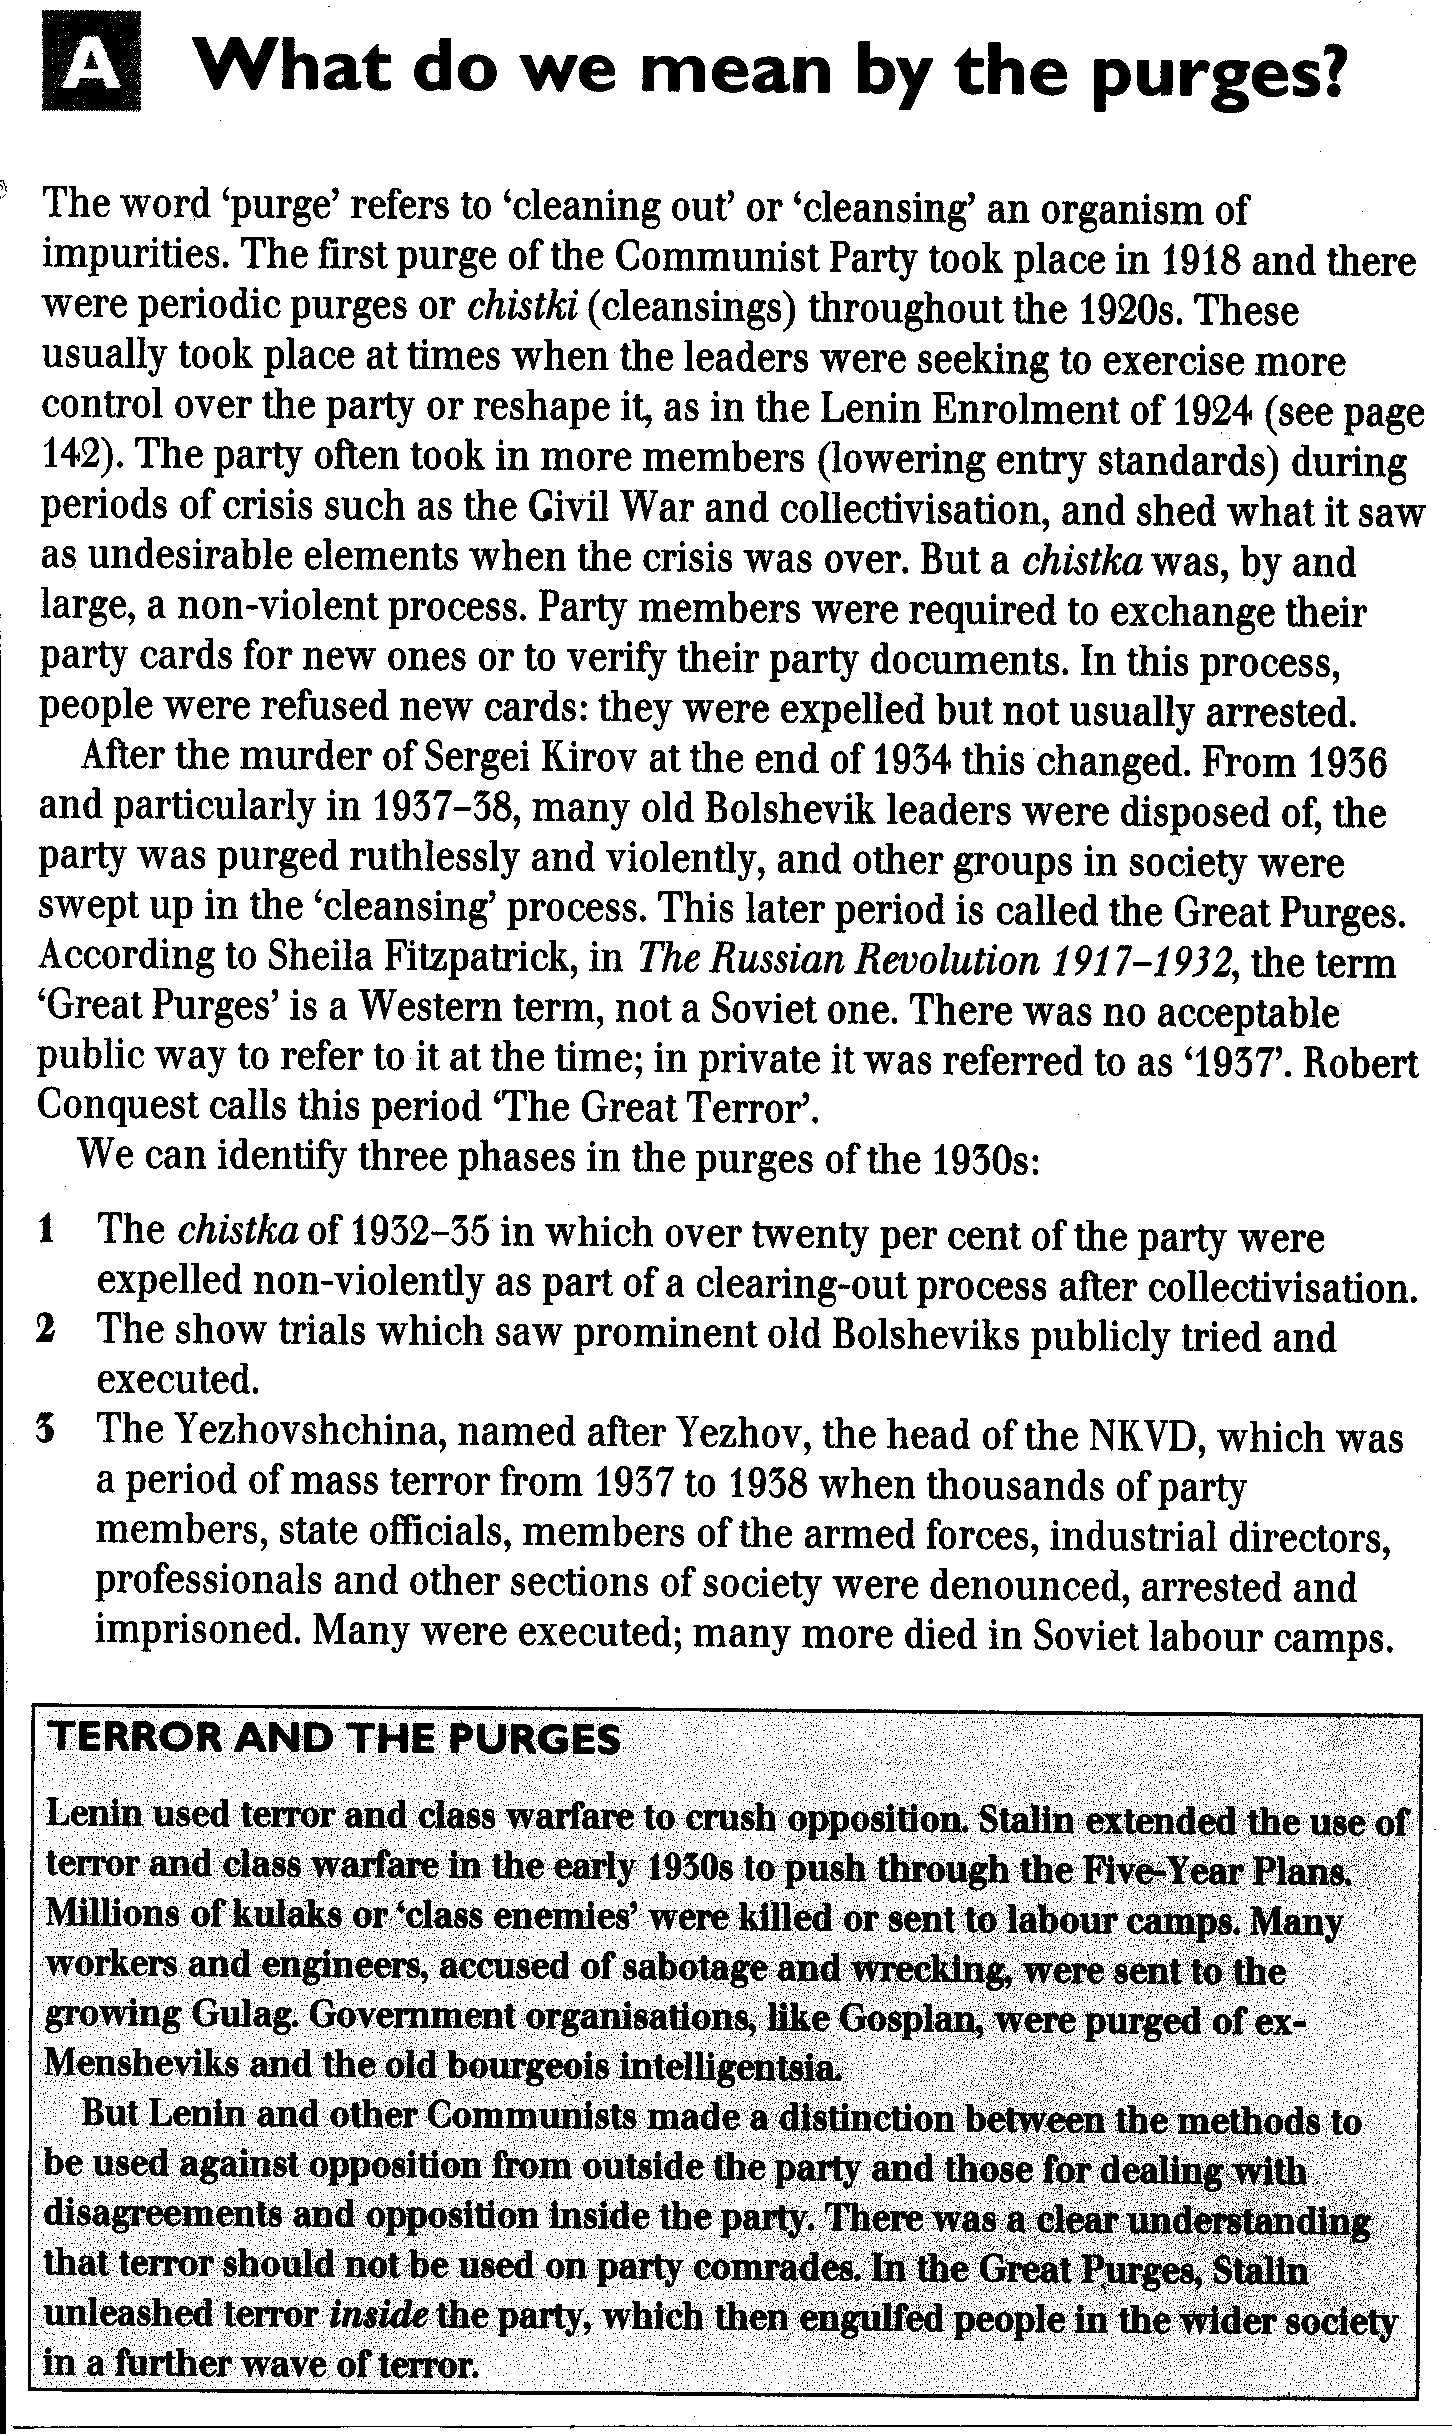 A What do we mean by the purges?
The word ‘purge’ refers to ‘cleaning out’ or ‘cleansing’ an organism of
impurities. The first purge of the Communist Party took place in 1918 and there
were periodic purges or chistki (cleansings) throughout the 1920s. These
usually took place at times when the leaders were seeking to exercise more
control over the party or reshape it, as in the Lenin Enrolment of 1924 (see page
142). The party often took in more members (lowering entry standards) during
periods of crisis such as the Civil War and collectivisation, and shed what it saw
as undesirable elements when the crisis was over. But a chistka was, by and
large, a non-violent process. Party members were required to exchange their
party cards for new ones or to verify their party documents. In this process,
people were refused new cards: they were expelled but not usually arrested.
After the murder of Sergei Kirov at the end of 1934 this changed. From 1936
and particularly in 1937–38, many old Bolshevik leaders were disposed of, the
party was purged ruthlessly and violently, and other groups in society were
swept up in the ‘cleansing’ process. This later period is called the Great Purges.
According to Sheila Fitzpatrick, in The Russian Revolution 1917–1932, the term
‘Great Purges’ is a Western term, not a Soviet one. There was no acceptable
public way to refer to it at the time; in private it was referred to as ‘1937’. Robert
Conquest calls this period ‘The Great Terror’.
We can identify three phases in the purges of the 1930s:
1 The chistka of 1932–35 in which over twenty per cent of the party were
expelled non-violently as part of a clearing-out process after collectivisation.
2 The show trials which saw prominent old Bolsheviks publicly tried and
executed.
3 The Yezhovshchina, named after Yezhov, the head of the NKVD, which was
a period of mass terror from 1937 to 1938 when thousands of party
members, state officials, members of the armed forces, industrial directors,
professionals and other sections of society were denounced, arrested and
imprisoned. Many were executed; many more died in Soviet labour camps.
TERROR AND THE PURGES
Lenin used terror and class warfare to crush opposition. Stalin extended the use of
terror and class warfare in the early 1930s to push through the Five-Year Plans.
Millions of kulaks or ‘class enemies’ were killed or sent to labour camps. Many
workers and engineers, accused of sabotage and wrecking, were sent to the
growing Gulag. Government organisations, like Gosplan, were purged of ex-
Mensheviks and the old bourgeois intelligentsia.
But Lenin and other Communists made a distinction between the methods to
be used against opposition from outside the party and those for dealing with
disagreements and opposition inside the party. There was a clear understanding
that terror should not be used on party comrades. In the Great Purges, Stalin
unleashed terror inside the party, which then engulfed people in the wider society
in a further wave of terror.